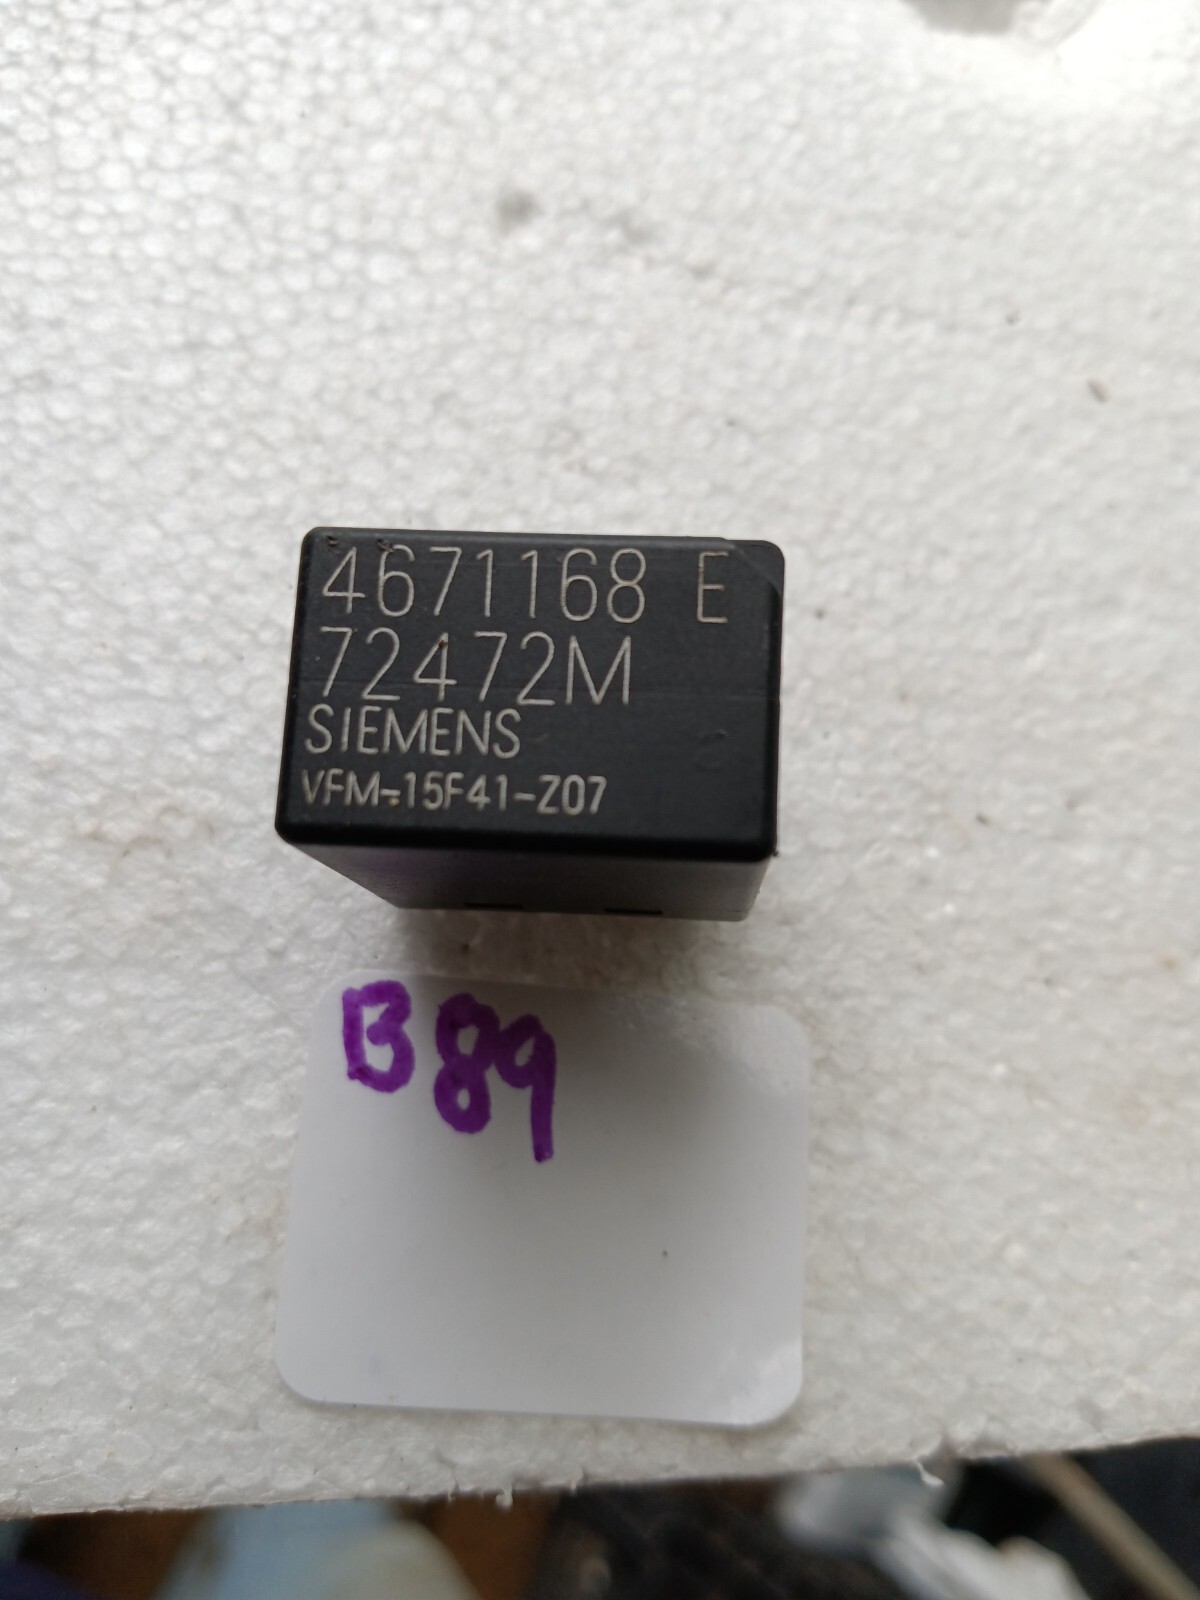 4671168 E
72472M
SIEMENS
VFM-15F41-Z07
B89